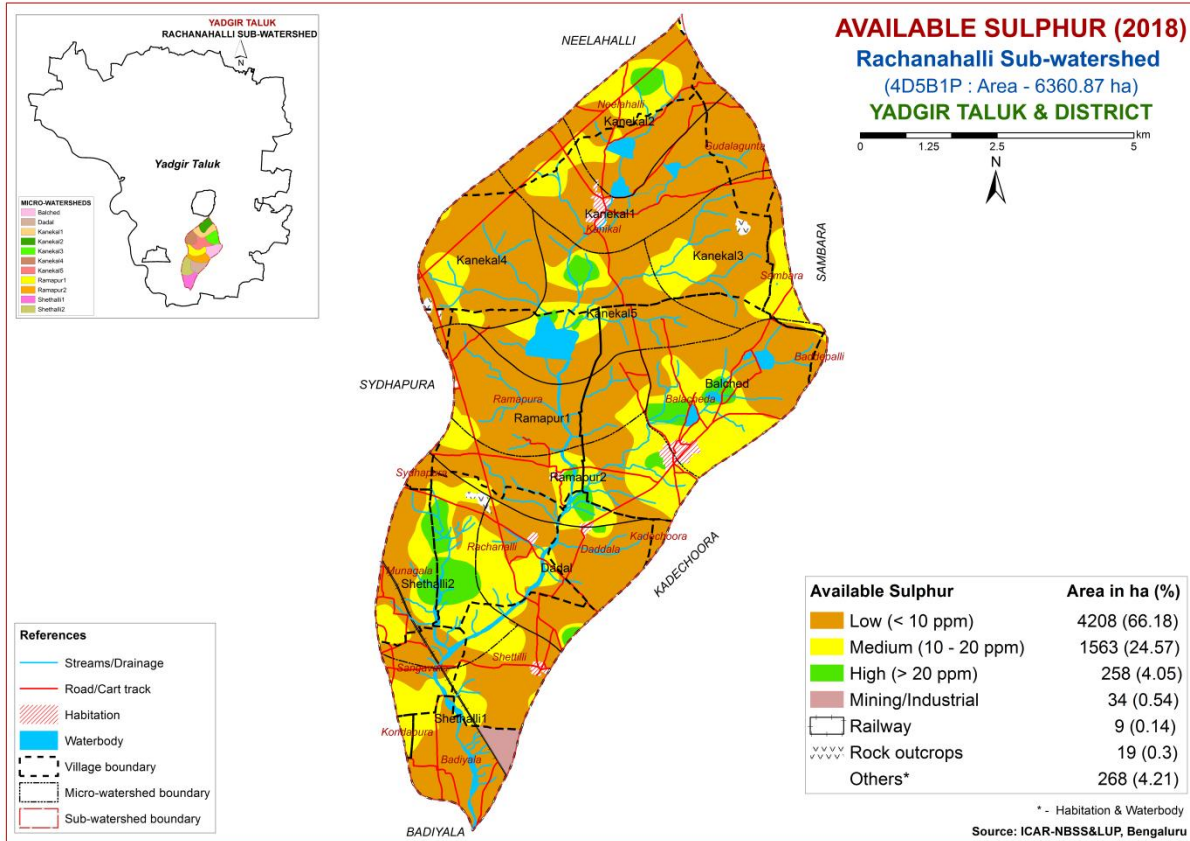 YADGIR TALUK
RACHANAHALLI SUB-WATERSHED
N
Yadgir Taluk
MICRO-WATERSHEDS
Balched
Dadal
Kanekal1
Kanekal2
Kanekal3
Kanekal4
Kanekal5
Ramapur1
Ramapur2
Shethalli1
Shethalli2
AVAILABLE SULPHUR (2018)
Rachanahalli Sub-watershed
(4D5B1P : Area - 6360.87 ha)
YADGIR TALUK & DISTRICT
km
0 1.25 2.5 5
N
NEELAHALLI
Neelahalli
Kanekal2
Gudalagunta
Kanekal1
Kanikal
Kanekal4
Kanekal3
SAMBARA
Sambara
Kanekal5
Baddepalli
SYDHAPURA
Balched
Ramapura
Balacheda
Ramapur1
Sydhapura
Ramapur2
Kadechoora
Rachanalli
Daddala
KADECHOORA
Munagala
Dadal
Shethalli2
Shettilli
Sangavala
Shethalli1
Kondapura
Badiyala
BADIYALA
References
Streams/Drainage
Road/Cart track
Habitation
Waterbody
Village boundary
Micro-watershed boundary
Sub-watershed boundary
Available Sulphur Area in ha (%)
Low (< 10 ppm) 4208 (66.18)
Medium (10 - 20 ppm) 1563 (24.57)
High (> 20 ppm) 258 (4.05)
Mining/Industrial 34 (0.54)
Railway 9 (0.14)
Rock outcrops 19 (0.3)
Others* 268 (4.21)
* - Habitation & Waterbody
Source: ICAR-NBSS&LUP, Bengaluru